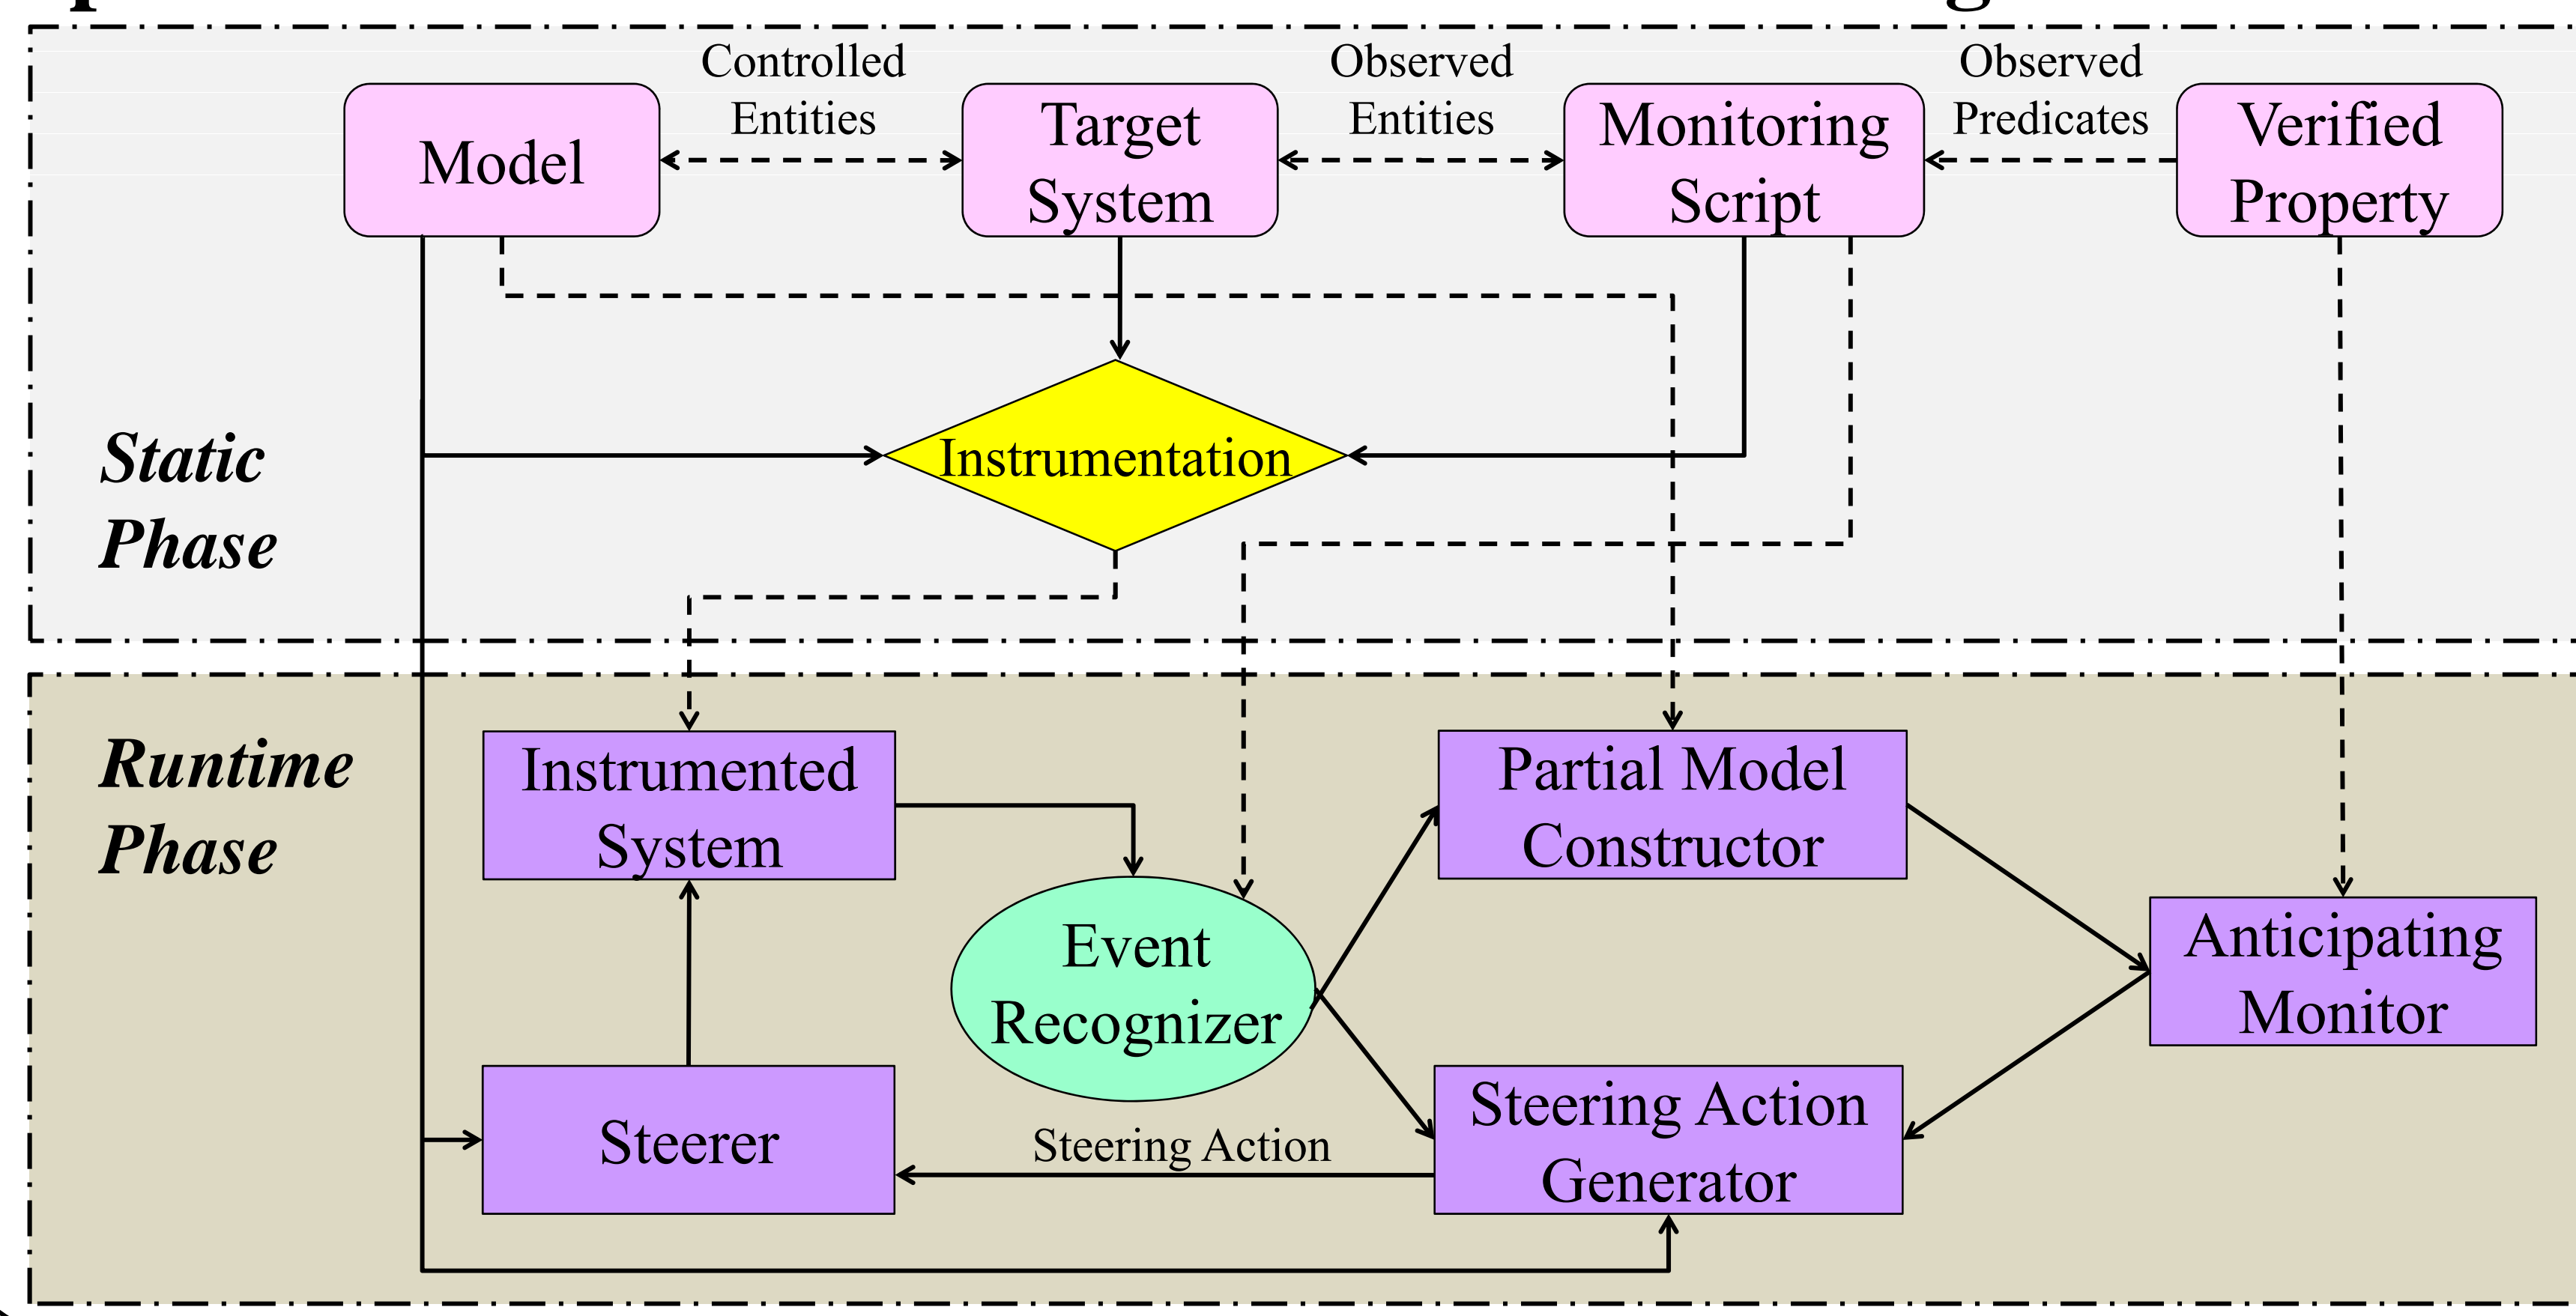 Controlled
Entities
Observed
Entities
Observed
Predicates
Model
Target
System
Monitoring
Script
Verified
Property
Instrumentation
Static
Phase
Runtime
Phase
Instrumented
System
Partial Model
Constructor
Event
Recognizer
Anticipating
Monitor
Steerer
Steering Action
Steering Action
Generator